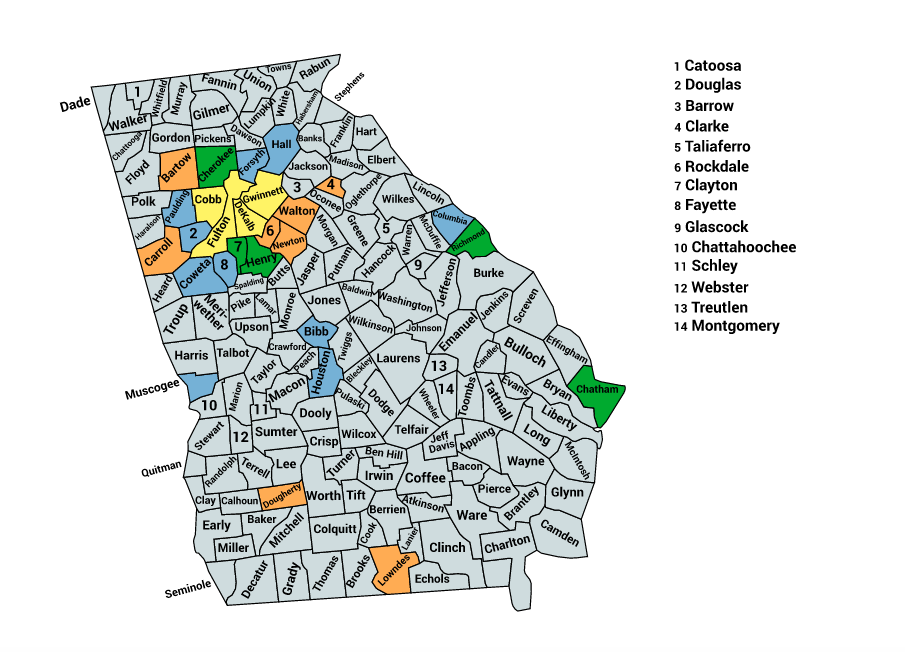 Dade
1
Walker
Whitfield
Murray
Fannin
Union
Towns
Rabun
Stephens
Chattooga
Gordon
Gilmer
Pickens
Lumpkin
White
Habersham
Dawson
Banks
Franklin
Hart
Floyd
Bartow
Cherokee
Forsyth
Hall
Jackson
Madison
Elbert
Polk
Paulding
Cobb
Gwinnett
3
4
Oconee
Oglethorpe
Wilkes
Lincoln
Haralson
2
Fulton
DeKalb
Walton
Morgan
Greene
5
Warren
McDuffie
Columbia
Richmond
Carroll
6
7
Henry
Newton
Heard
Coweta
8
Spalding
Butts
Jasper
Putnam
Hancock
9
Jefferson
Burke
Troup
Meri-
wether
Pike
Lamar
Monroe
Jones
Baldwin
Washington
Jenkins
Screven
Upson
Bibb
Wilkinson
Johnson
Emanuel
Harris
Talbot
Crawford
Peach
Twiggs
Laurens
Candler
Bulloch
Effingham
Muscogee
Taylor
Macon
Houston
Bleckley
13
Chatham
10
Marion
11
Pulaski
Dodge
Wheeler
14
Toombs
Tattnall
Evans
Bryan
Stewart
12
Sumter
Dooly
Crisp
Wilcox
Telfair
Jeff
Davis
Appling
Long
Liberty
Quitman
Randolph
Terrell
Lee
Turner
Ben Hill
Irwin
Coffee
Bacon
Wayne
McIntosh
Clay
Calhoun
Dougherty
Worth
Tift
Berrien
Atkinson
Pierce
Brantley
Glynn
Early
Baker
Mitchell
Colquitt
Cook
Lanier
Ware
Camden
Miller
Clinch
Charlton
Seminole
Decatur
Grady
Thomas
Brooks
Lowndes
Echols
1 Catoosa
2 Douglas
3 Barrow
4 Clarke
5 Taliaferro
6 Rockdale
7 Clayton
8 Fayette
9 Glascock
10 Chattahoochee
11 Schley
12 Webster
13 Treutlen
14 Montgomery